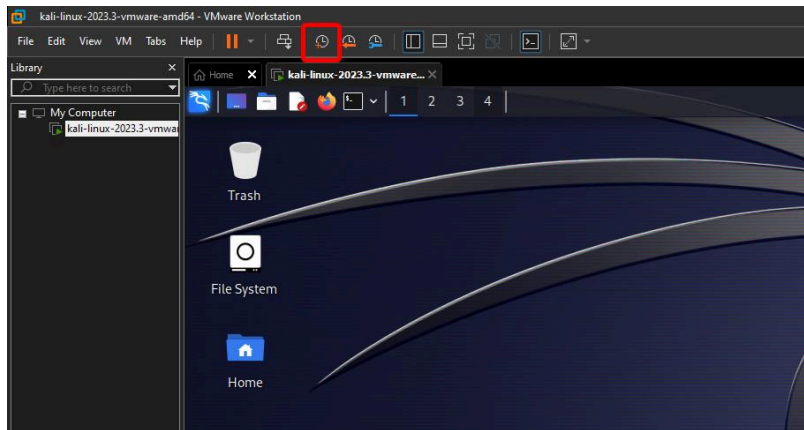 kali-linux-2023.3-vmware-amd64 - VMware Workstation
File Edit View VM Tabs Help
Library
Type here to search
My Computer
kali-linux-2023.3-vmwar
Home
kali-linux-2023.3-vmware...
1 2 3 4
Trash
File System
Home